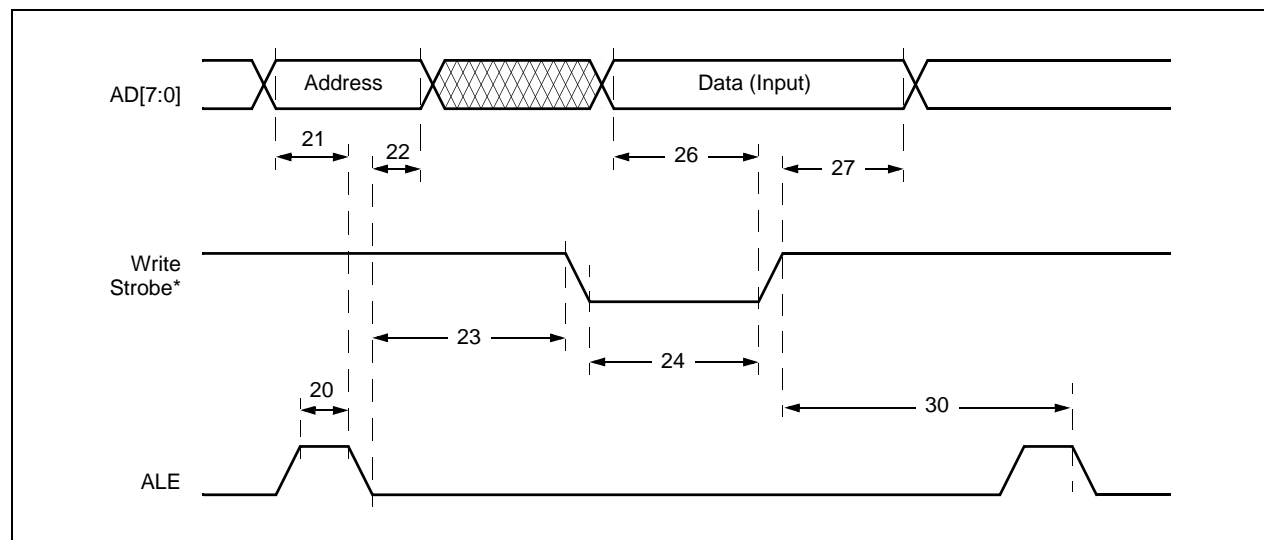 Address
Data (Input)
AD[7:0]
21
22
26
27
Write
Strobe*
23
24
20
30
ALE